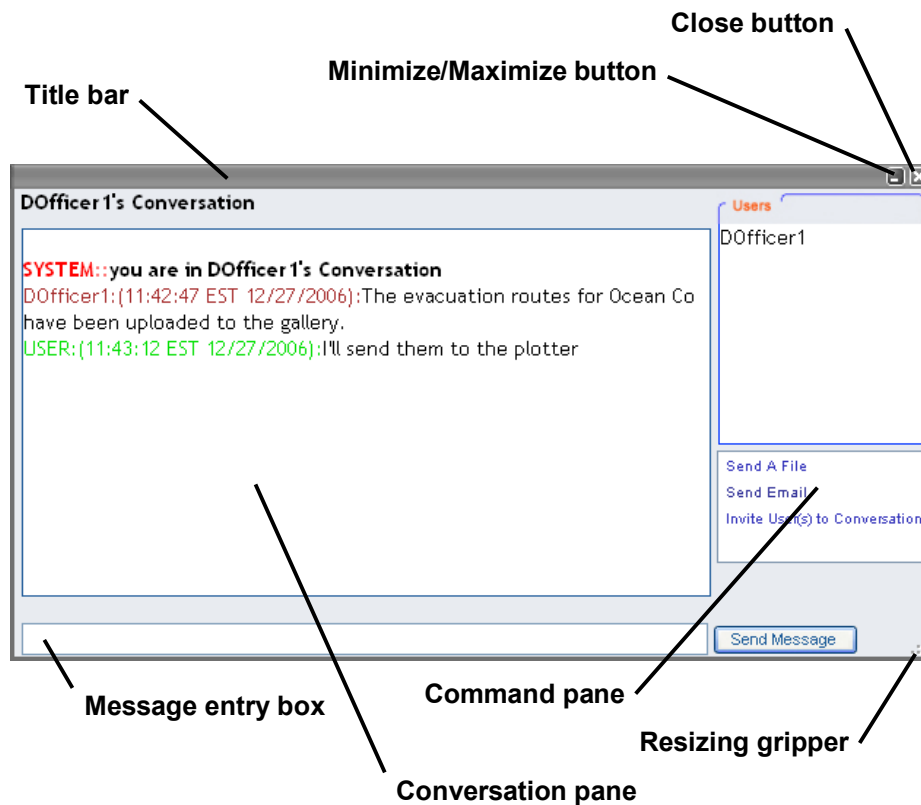 Close button
Minimize/Maximize button
Title bar
DOfficer1's Conversation
Users
DOfficer1
SYSTEM::you are in DOfficer1's Conversation
DOfficer1:(11:42:47 EST 12/27/2006):The evacuation routes for Ocean Co
have been uploaded to the gallery.
USER:(11:43:12 EST 12/27/2006):I'll send them to the plotter
Send A File
Send Email
Invite User(s) to Conversation
Send Message
Message entry box
Command pane
Resizing gripper
Conversation pane